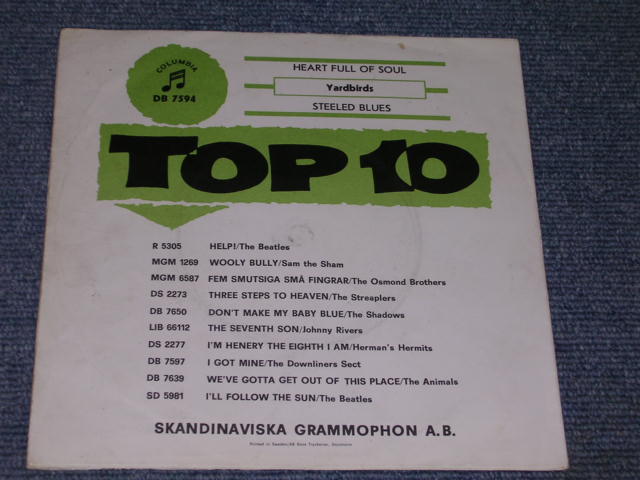 COLUMBIA
DB 7594
HEART FULL OF SOUL
Yardbirds
STEELED BLUES
TOP 10
R 5305 HELP!/The Beatles
MGM 1269 WOOLY BULLY/Sam the Sham
MGM 6587 FEM SMUTSIGA SMÅ FINGRAR/The Osmond Brothers
DS 2273 THREE STEPS TO HEAVEN/The Streaplers
DB 7650 DON'T MAKE MY BABY BLUE/The Shadows
LIB 66112 THE SEVENTH SON/Johnny Rivers
DS 2277 I'M HENERY THE EIGHTH I AM/Herman's Hermits
DB 7597 I GOT MINE/The Downliners Sect
DB 7639 WE'VE GOTTA GET OUT OF THIS PLACE/The Animals
SD 5981 I'LL FOLLOW THE SUN/The Beatles
SKANDINAVISKA GRAMMOPHON A.B.
Printed in Sweden/AB